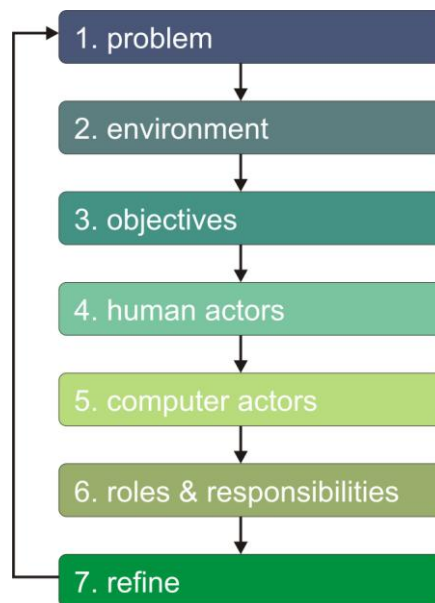 1. problem
2. environment
3. objectives
4. human actors
5. computer actors
6. roles & responsibilities
7. refine